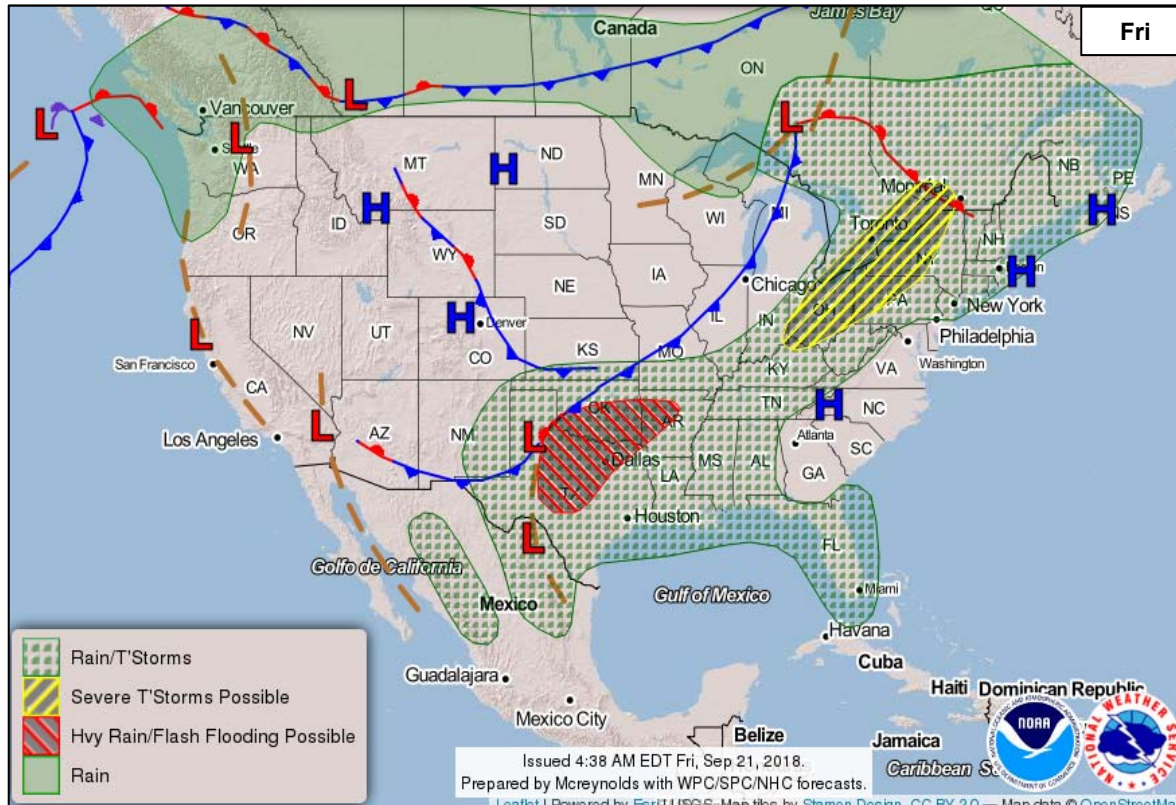 Fri
James Bay
Canada
ON
Vancouver
WA
MT
ND
MN
OR
ID
WY
SD
WI
MI
Toronto
NB
PE
NS
NH
NE
IA
Chicago
New York
PA
OH
IN
IL
NV
UT
Denver
CO
KS
MO
KY
VA
Philadelphia
Washington
San Francisco
CA
Los Angeles
AZ
NM
OK
AR
TN
NC
SC
Atlanta
GA
AL
MS
LA
Dallas
TX
Houston
FL
Miami
Golfo de California
Mexico
Gulf of Mexico
Havana
Cuba
Guadalajara
Mexico City
Haiti
Dominican Republic
Belize
Jamaica
L
L
L
L
L
L
L
L
H
H
H
H
H
H
Rain/T'Storms
Severe T'Storms Possible
Hvy Rain/Flash Flooding Possible
Rain
Issued 4:38 AM EDT Fri, Sep 21, 2018.
Prepared by Mcreynolds with WPC/SPC/NHC forecasts.
NOAA
NATIONAL WEATHER SERVICE